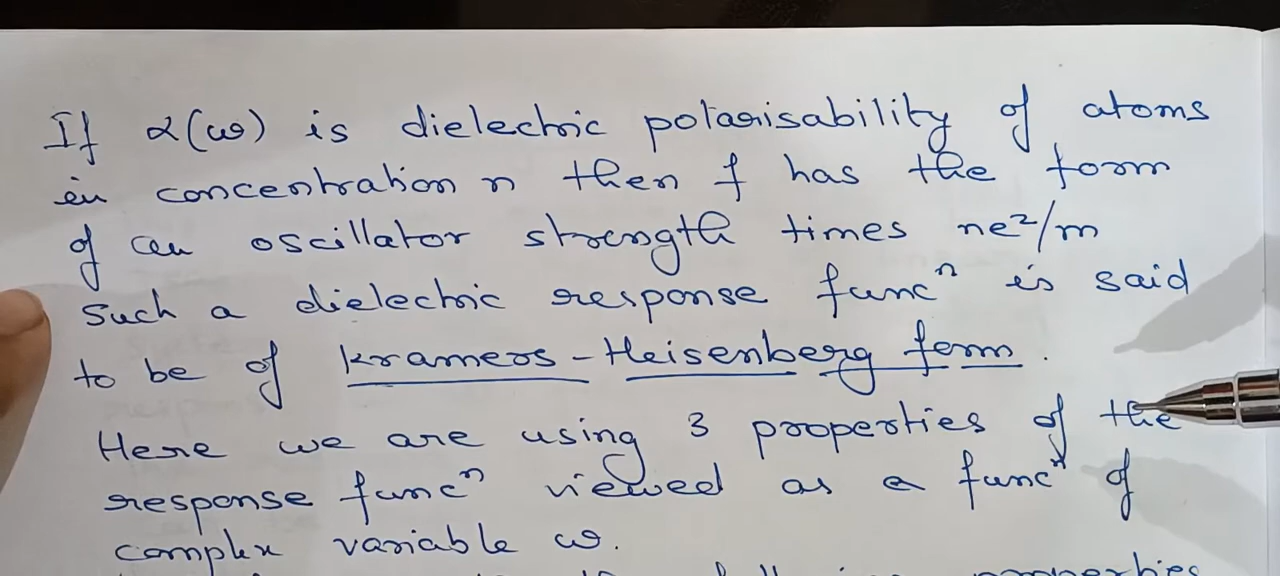 If α(ω) is dielectric polarisability of atoms
in concentration n then f has the form
of an oscillator strength times ne²/m
Such a dielectric response funcⁿ is said
to be of Kramers-Heisenberg form.
Here we are using 3 properties of the
response funcⁿ viewed as a funcⁿ of
complex variable ω.
properties